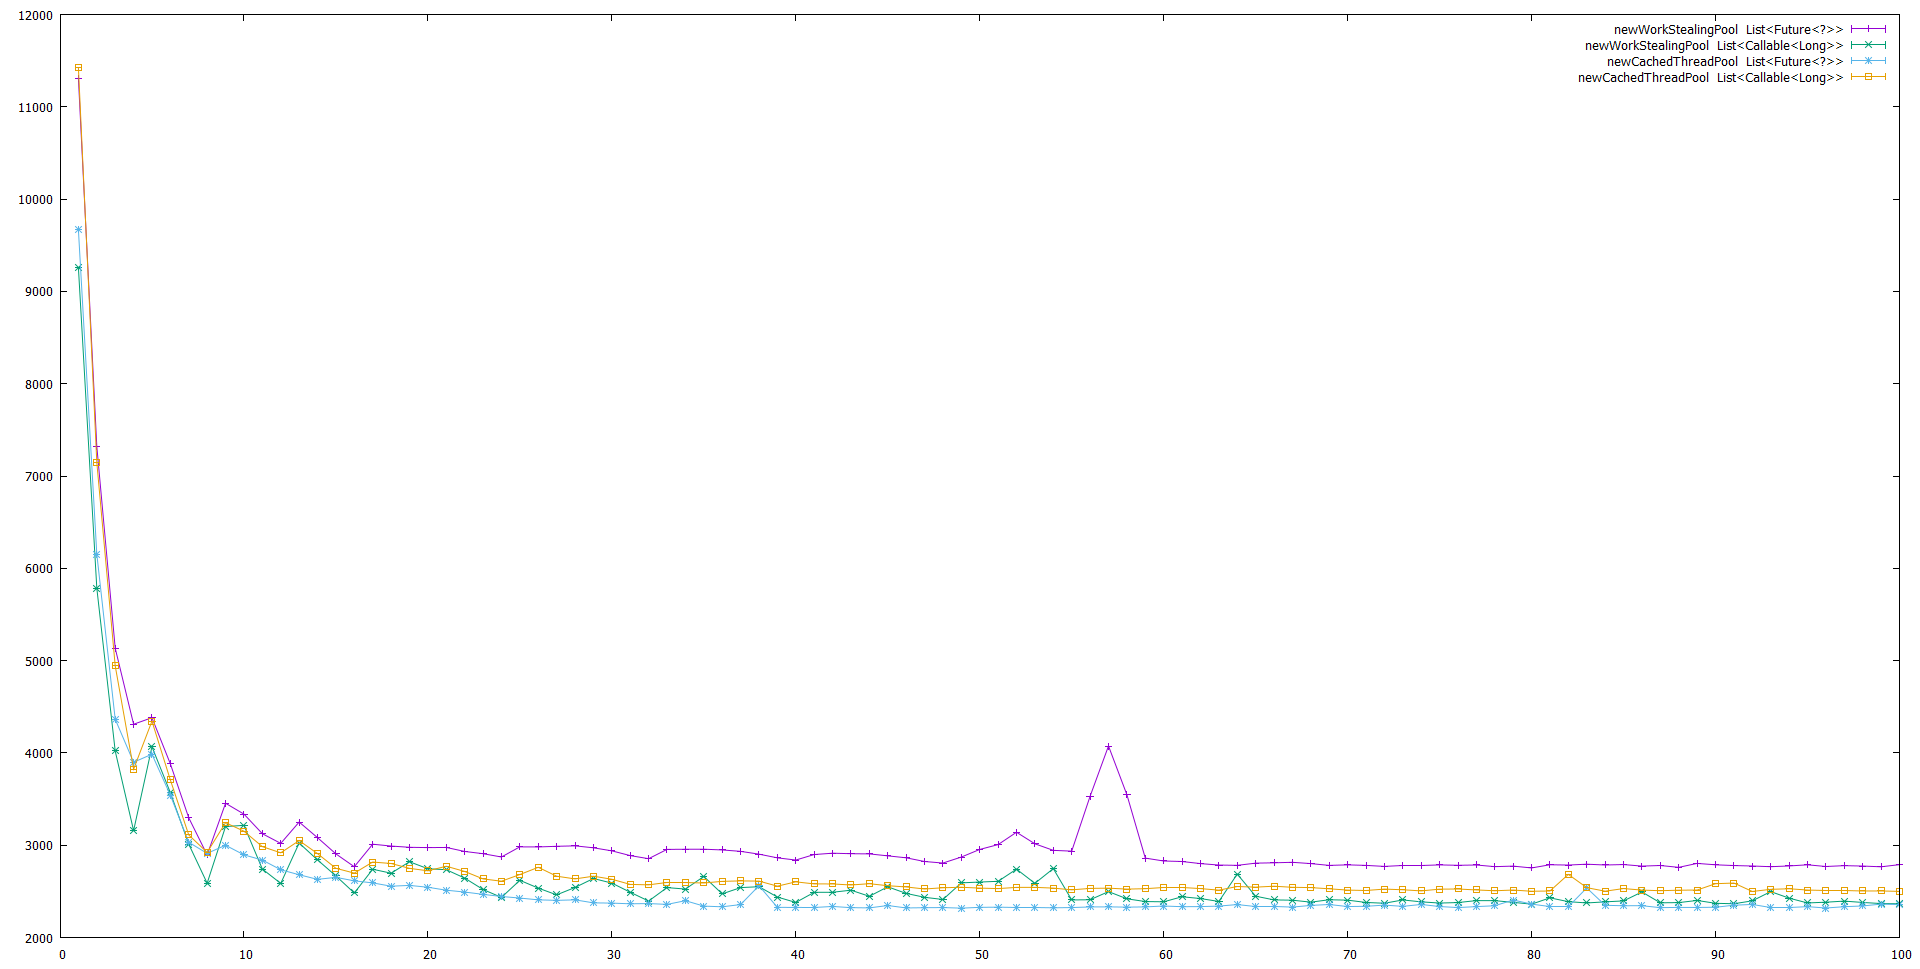 12000
11000
10000
9000
8000
7000
6000
5000
4000
3000
2000
0 10 20 30 40 50 60 70 80 90 100
newWorkStealingPool List<Future<?>>
newWorkStealingPool List<Callable<Long>>
newCachedThreadPool List<Future<?>>
newCachedThreadPool List<Callable<Long>>